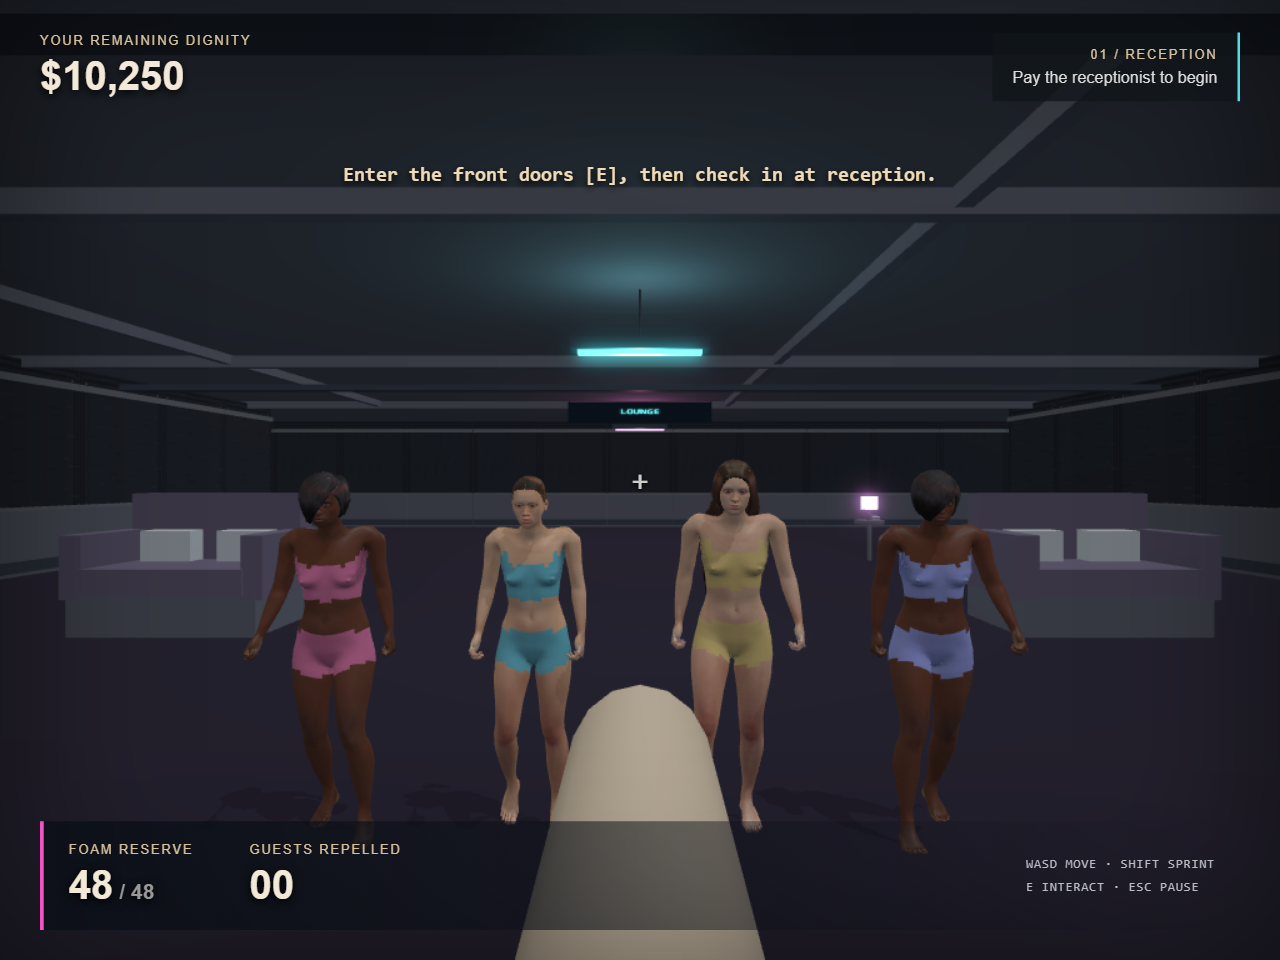 YOUR REMAINING DIGNITY
$10,250
01 / RECEPTION
Pay the receptionist to begin
Enter the front doors [E], then check in at reception.
LOUNGE
FOAM RESERVE
48 / 48
GUESTS REPELLED
00
WASD MOVE · SHIFT SPRINT
E INTERACT · ESC PAUSE